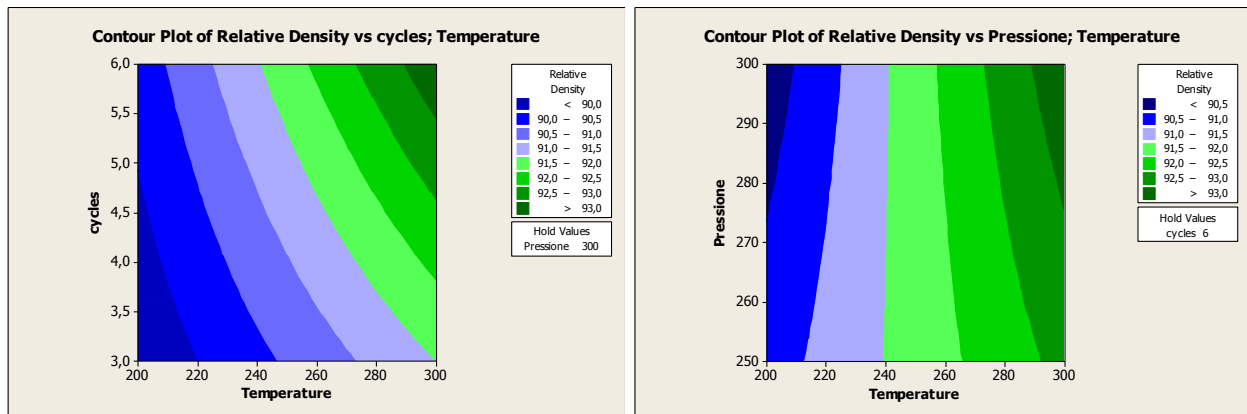 Contour Plot of Relative Density vs cycles; Temperature
6,0
5,5
5,0
4,5
4,0
3,5
3,0
cycles
200 220 240 260 280 300
Temperature
Relative
Density
< 90,0
90,0 – 90,5
90,5 – 91,0
91,0 – 91,5
91,5 – 92,0
92,0 – 92,5
92,5 – 93,0
> 93,0
Hold Values
Pressione 300
Contour Plot of Relative Density vs Pressione; Temperature
300
290
280
270
260
250
Pressione
200 220 240 260 280 300
Temperature
Relative
Density
< 90,5
90,5 – 91,0
91,0 – 91,5
91,5 – 92,0
92,0 – 92,5
92,5 – 93,0
> 93,0
Hold Values
cycles 6